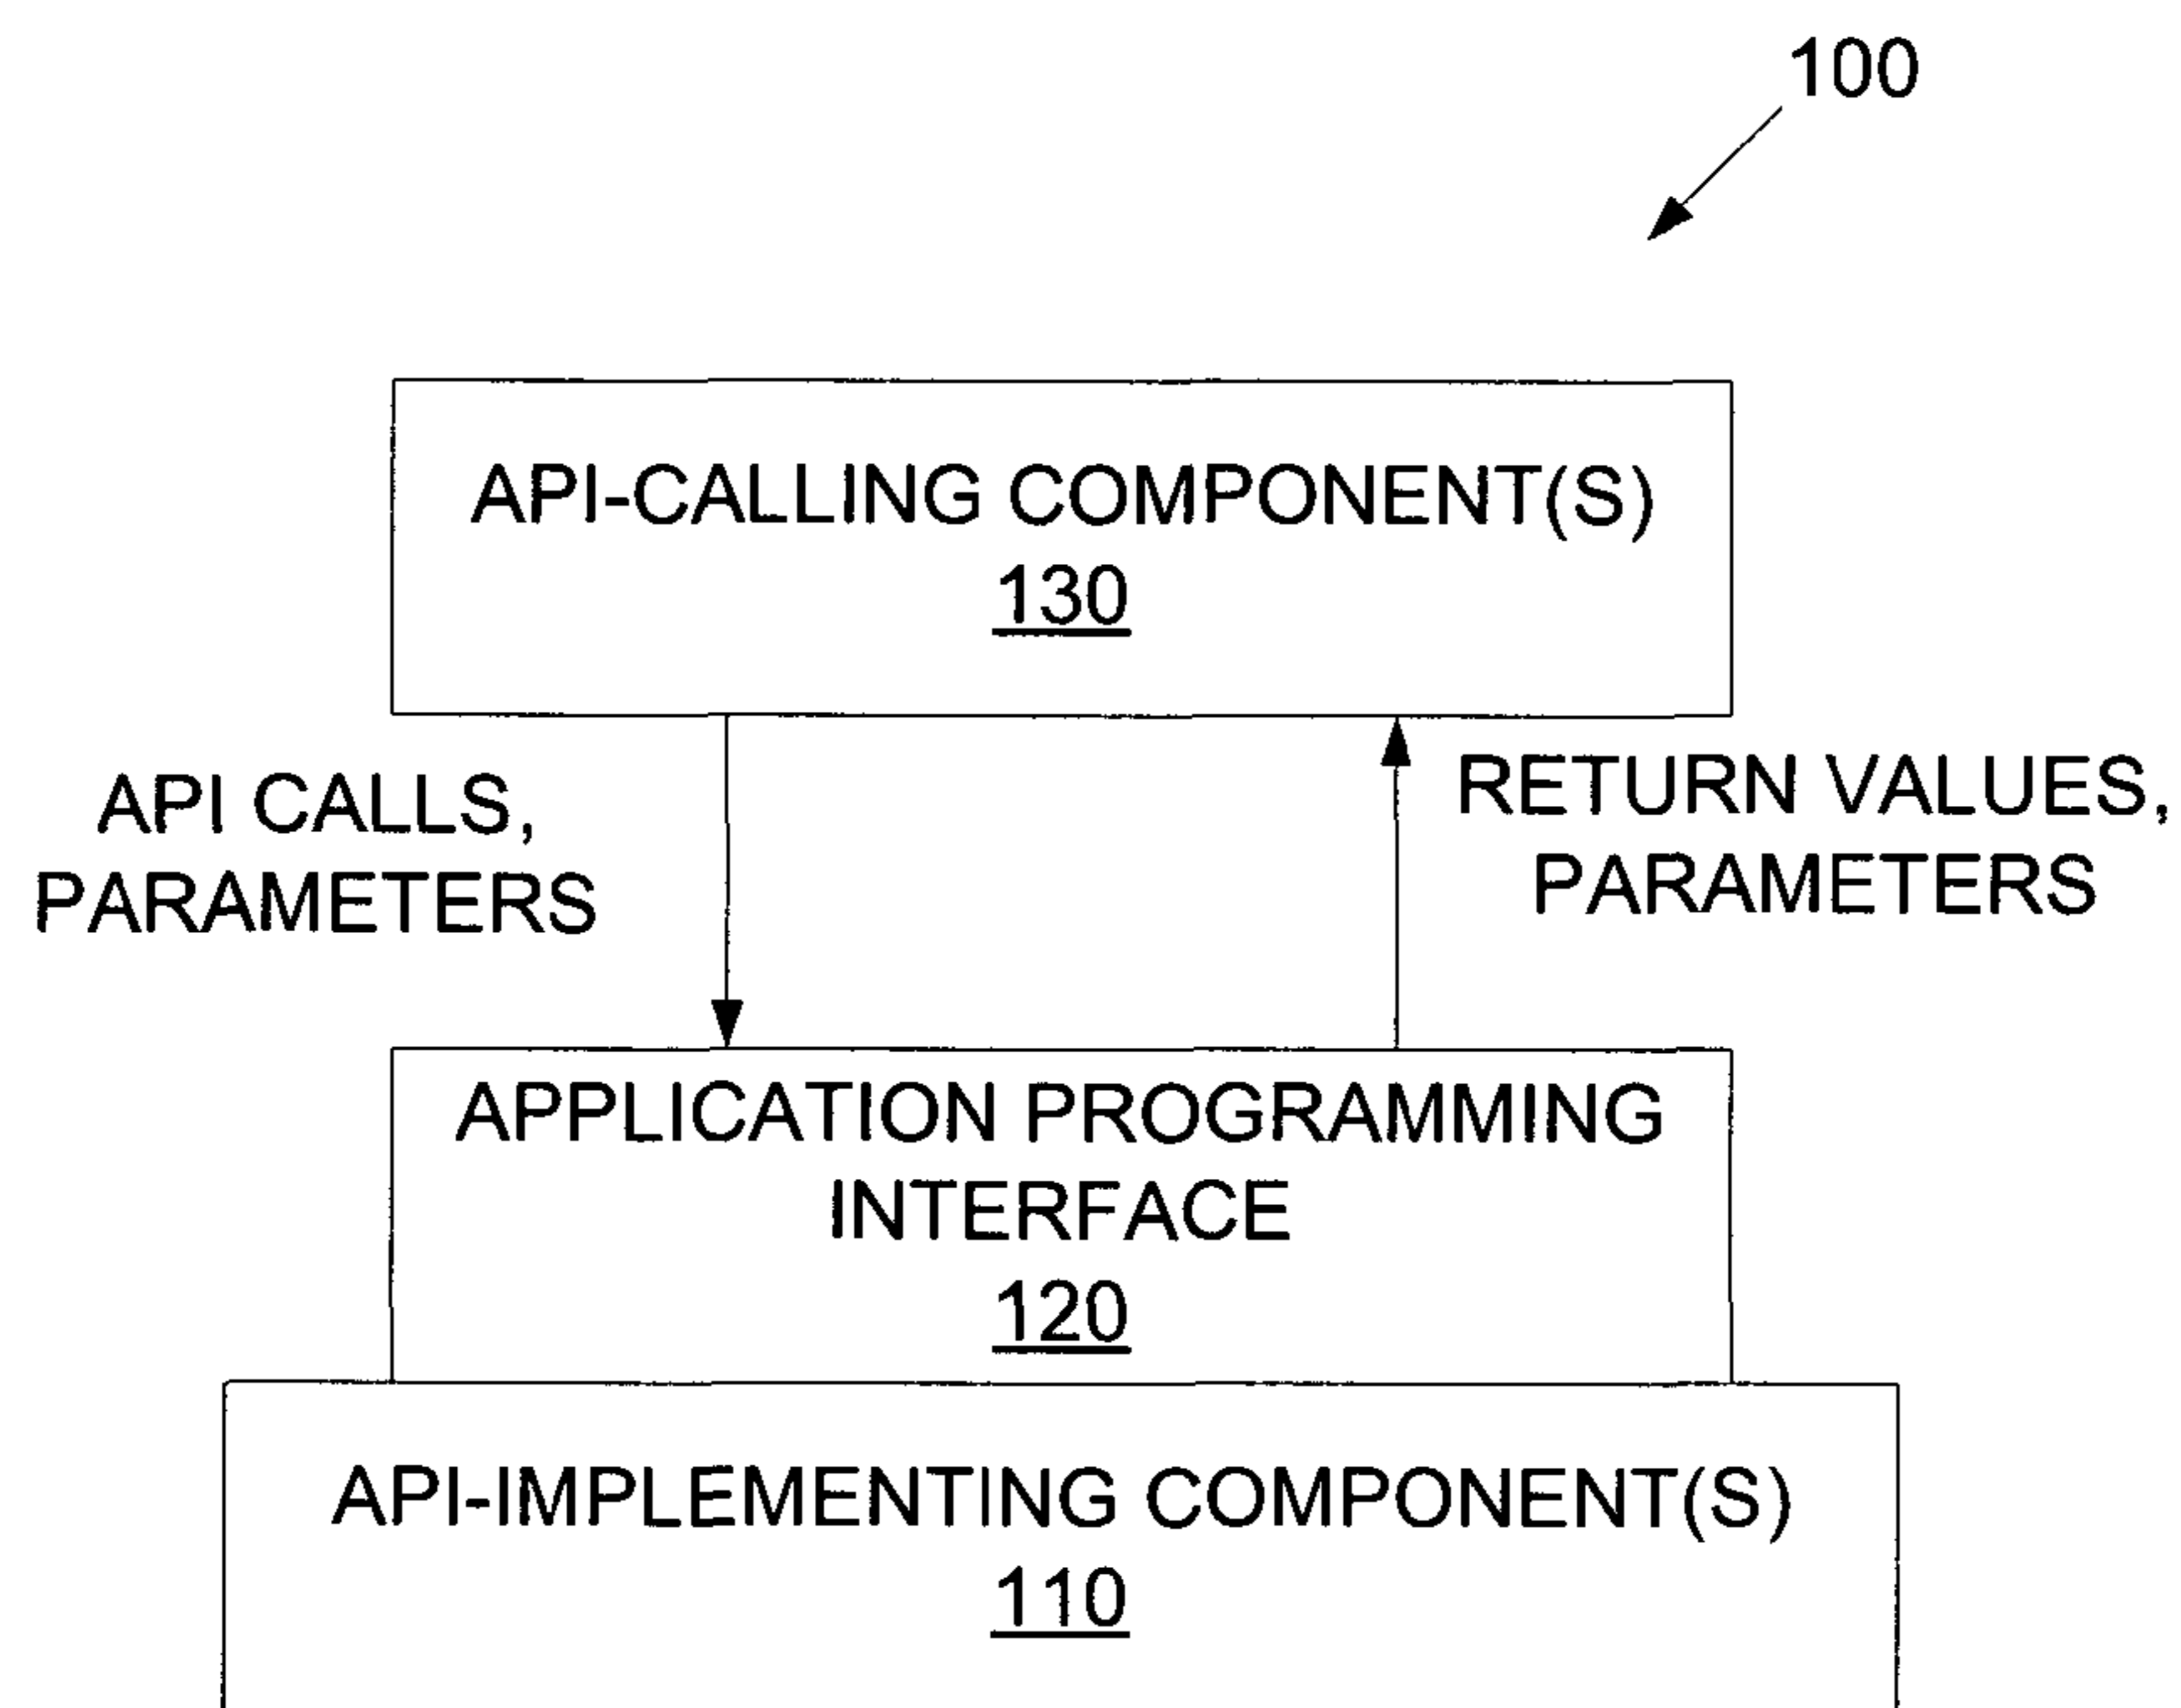 100
API-CALLING COMPONENT(S)
130
API CALLS,
PARAMETERS
RETURN VALUES,
PARAMETERS
APPLICATION PROGRAMMING
INTERFACE
120
API-IMPLEMENTING COMPONENT(S)
110